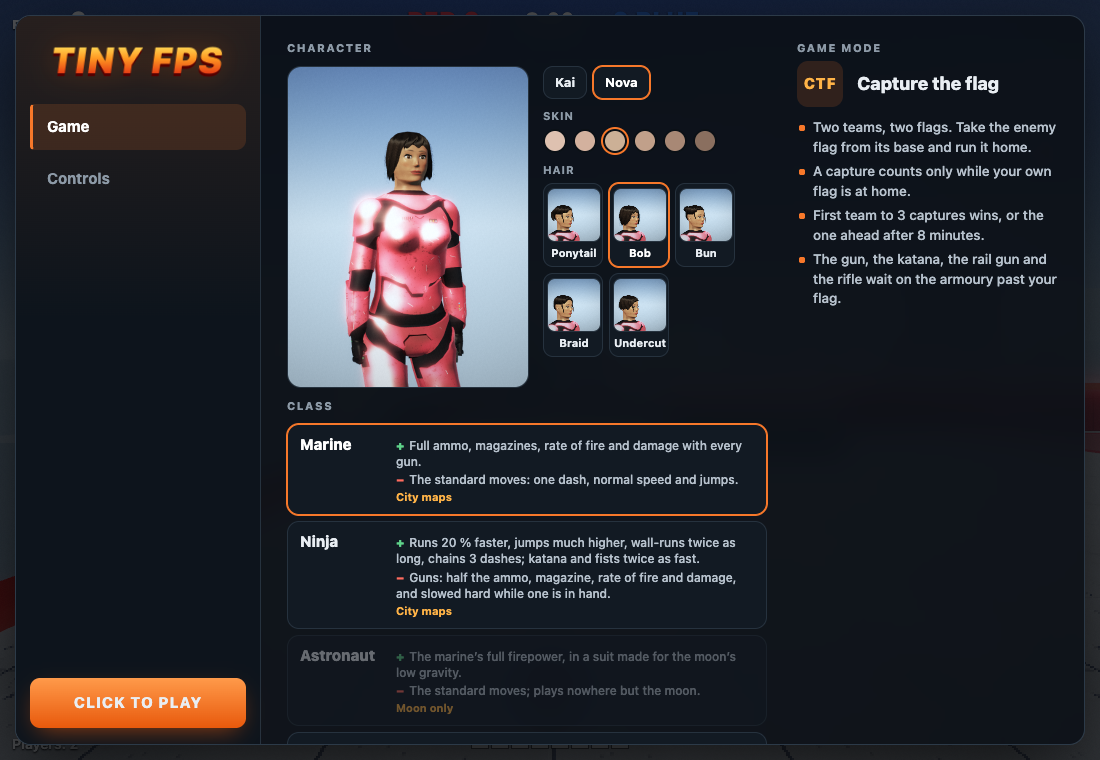 TINY FPS
Game
Controls
CLICK TO PLAY
CHARACTER
Kai
Nova
SKIN
HAIR
Ponytail
Bob
Bun
Braid
Undercut
CLASS
Marine
+ Full ammo, magazines, rate of fire and damage with every
gun.
− The standard moves: one dash, normal speed and jumps.
City maps
Ninja
+ Runs 20 % faster, jumps much higher, wall-runs twice as
long, chains 3 dashes; katana and fists twice as fast.
− Guns: half the ammo, magazine, rate of fire and damage,
and slowed hard while one is in hand.
City maps
Astronaut
+ The marine's full firepower, in a suit made for the moon's
low gravity.
− The standard moves; plays nowhere but the moon.
Moon only
GAME MODE
CTF
Capture the flag
Two teams, two flags. Take the enemy
flag from its base and run it home.
A capture counts only while your own
flag is at home.
First team to 3 captures wins, or the
one ahead after 8 minutes.
The gun, the katana, the rail gun and
the rifle wait on the armoury past your
flag.